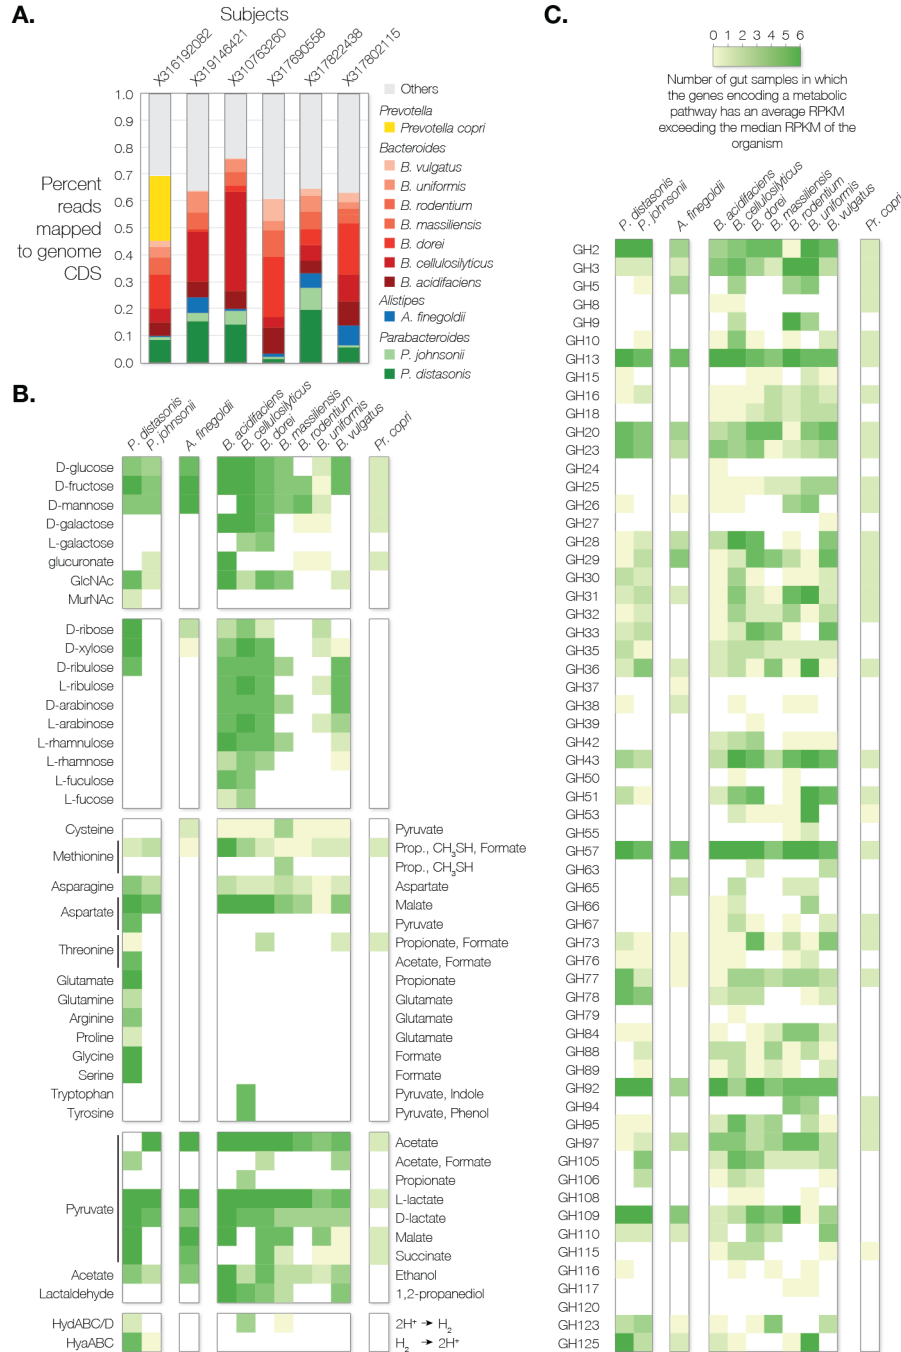 A.
Subjects
X316192082
X319146421
X310763260
X317690558
X317822438
X317802115
1.0
0.9
0.8
0.7
0.6
0.5
0.4
0.3
0.2
0.1
0.0
Percent
reads
mapped
to genome
CDS
Others
Prevotella
Prevotella copri
Bacteroides
B. vulgatus
B. uniformis
B. rodentium
B. massiliensis
B. dorei
B. cellulosilyticus
B. acidifaciens
Alistipes
A. finegoldii
Parabacteroides
P. johnsonii
P. distasonis
B.
P. distasonis
P. johnsonii
A. finegoldii
B. acidifaciens
B. cellulosilyticus
B. dorei
B. massiliensis
B. rodentium
B. uniformis
B. vulgatus
Pr. copri
D-glucose
D-fructose
D-mannose
D-galactose
L-galactose
glucuronate
GlcNAc
MurNAc
D-ribose
D-xylose
D-ribulose
L-ribulose
D-arabinose
L-arabinose
L-rhamnulose
L-rhamnose
L-fuculose
L-fucose
Cysteine Pyruvate
Methionine Prop., CH3SH, Formate
Prop., CH3SH
Asparagine Aspartate
Aspartate Malate
Pyruvate
Threonine Propionate, Formate
Acetate, Formate
Glutamate Propionate
Glutamine Glutamate
Arginine Glutamate
Proline Glutamate
Glycine Formate
Serine Formate
Tryptophan Pyruvate, Indole
Tyrosine Pyruvate, Phenol
Pyruvate Acetate
Acetate, Formate
Propionate
L-lactate
D-lactate
Malate
Succinate
Acetate Ethanol
Lactaldehyde 1,2-propanediol
HydABC/D 2H+ → H2
HyaABC H2 → 2H+
C.
0 1 2 3 4 5 6
Number of gut samples in which
the genes encoding a metabolic
pathway has an average RPKM
exceeding the median RPKM of the
organism
P. distasonis
P. johnsonii
A. finegoldii
B. acidifaciens
B. cellulosilyticus
B. dorei
B. massiliensis
B. rodentium
B. uniformis
B. vulgatus
Pr. copri
GH2
GH3
GH5
GH8
GH9
GH10
GH13
GH15
GH16
GH18
GH20
GH23
GH24
GH25
GH26
GH27
GH28
GH29
GH30
GH31
GH32
GH33
GH35
GH36
GH37
GH38
GH39
GH42
GH43
GH50
GH51
GH53
GH55
GH57
GH63
GH65
GH66
GH67
GH73
GH76
GH77
GH78
GH79
GH84
GH88
GH89
GH92
GH94
GH95
GH97
GH105
GH106
GH108
GH109
GH110
GH115
GH116
GH117
GH120
GH123
GH125